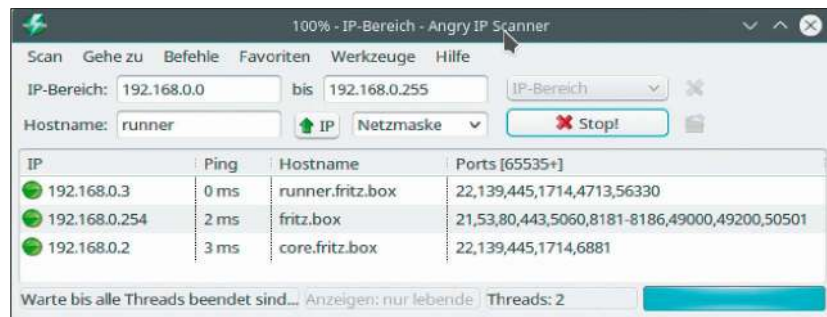 100% - IP-Bereich - Angry IP Scanner
Scan Gehe zu Befehle Favoriten Werkzeuge Hilfe
IP-Bereich: 192.168.0.0 bis 192.168.0.255 IP-Bereich
Hostname: runner IP Netzmaske Stop!
IP Ping Hostname Ports [65535+]
192.168.0.3 0 ms runner.fritz.box 22,139,445,1714,4713,56330
192.168.0.254 2 ms fritz.box 21,53,80,443,5060,8181-8186,49000,49200,50501
192.168.0.2 3 ms core.fritz.box 22,139,445,1714,6881
Warte bis alle Threads beendet sind... Anzeigen: nur lebende Threads: 2